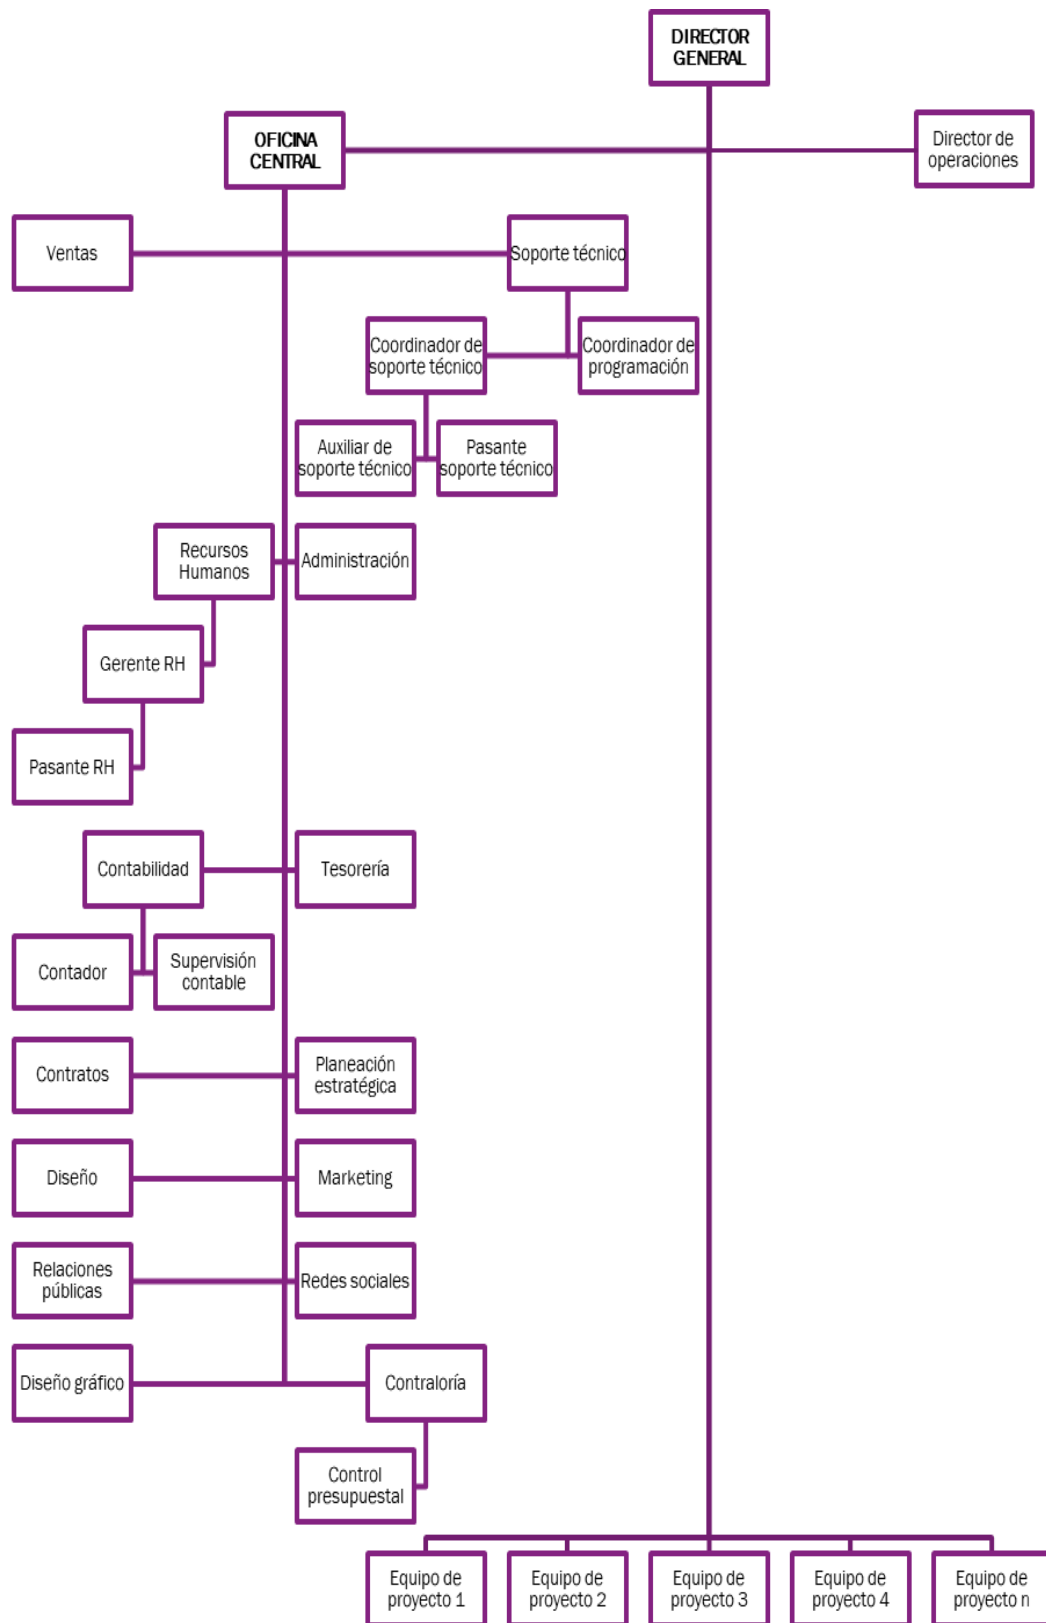 DIRECTOR
GENERAL
OFICINA
CENTRAL
Director de
operaciones
Ventas
Soporte técnico
Coordinador de
soporte técnico
Coordinador de
programación
Auxiliar de
soporte técnico
Pasante
soporte técnico
Recursos
Humanos
Administración
Gerente RH
Pasante RH
Contabilidad
Tesorería
Contador
Supervisión
contable
Contratos
Planeación
estratégica
Diseño
Marketing
Relaciones
públicas
Redes sociales
Diseño gráfico
Contraloría
Control
presupuestal
Equipo de
proyecto 1
Equipo de
proyecto 2
Equipo de
proyecto 3
Equipo de
proyecto 4
Equipo de
proyecto n